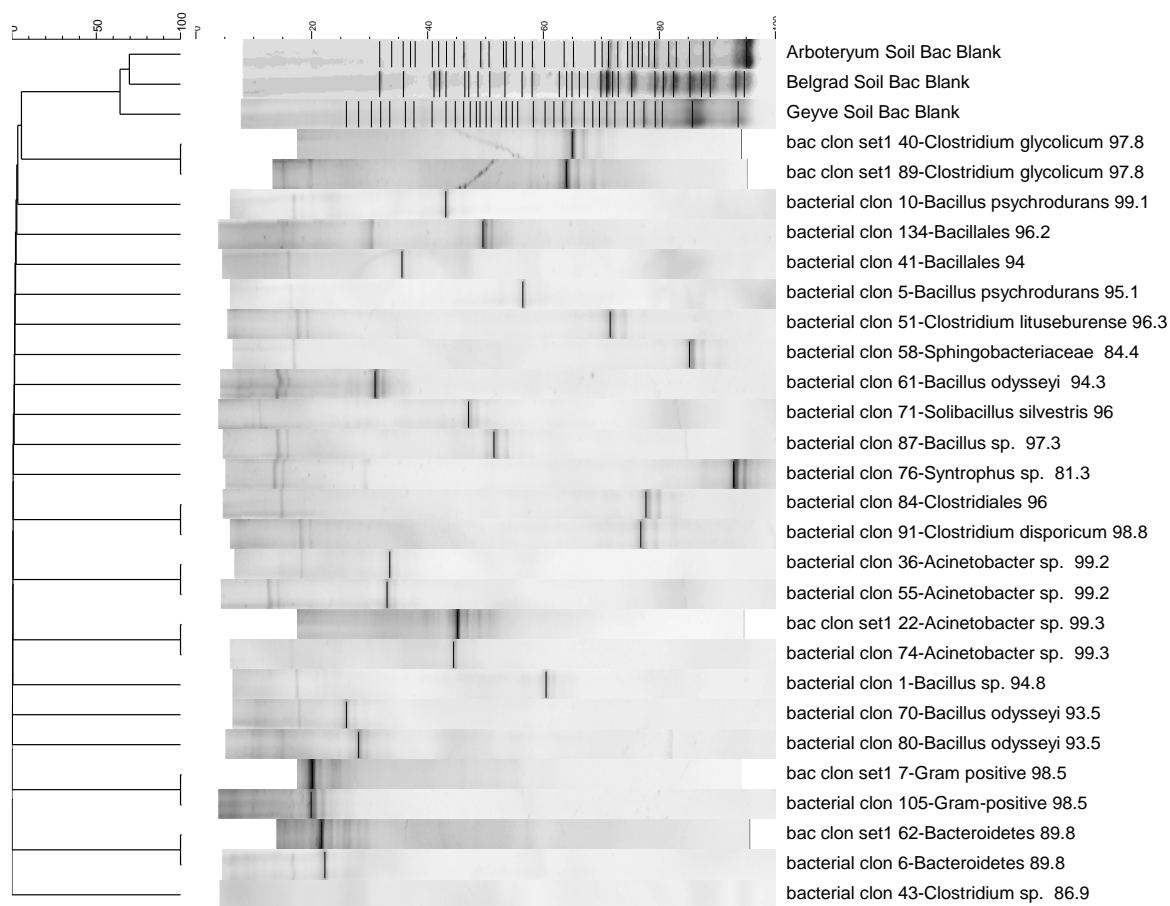 0 50 100
0 20 40 60 80 100
Arboteryum Soil Bac Blank
Belgrad Soil Bac Blank
Geyve Soil Bac Blank
bac clon set1 40-Clostridium glycolicum 97.8
bac clon set1 89-Clostridium glycolicum 97.8
bacterial clon 10-Bacillus psychrodurans 99.1
bacterial clon 134-Bacillales 96.2
bacterial clon 41-Bacillales 94
bacterial clon 5-Bacillus psychrodurans 95.1
bacterial clon 51-Clostridium lituseburense 96.3
bacterial clon 58-Sphingobacteriaceae 84.4
bacterial clon 61-Bacillus odysseyi 94.3
bacterial clon 71-Solibacillus silvestris 96
bacterial clon 87-Bacillus sp. 97.3
bacterial clon 76-Syntrophus sp. 81.3
bacterial clon 84-Clostridiales 96
bacterial clon 91-Clostridium disporicum 98.8
bacterial clon 36-Acinetobacter sp. 99.2
bacterial clon 55-Acinetobacter sp. 99.2
bac clon set1 22-Acinetobacter sp. 99.3
bacterial clon 74-Acinetobacter sp. 99.3
bacterial clon 1-Bacillus sp. 94.8
bacterial clon 70-Bacillus odysseyi 93.5
bacterial clon 80-Bacillus odysseyi 93.5
bac clon set1 7-Gram positive 98.5
bacterial clon 105-Gram-positive 98.5
bac clon set1 62-Bacteroidetes 89.8
bacterial clon 6-Bacteroidetes 89.8
bacterial clon 43-Clostridium sp. 86.9